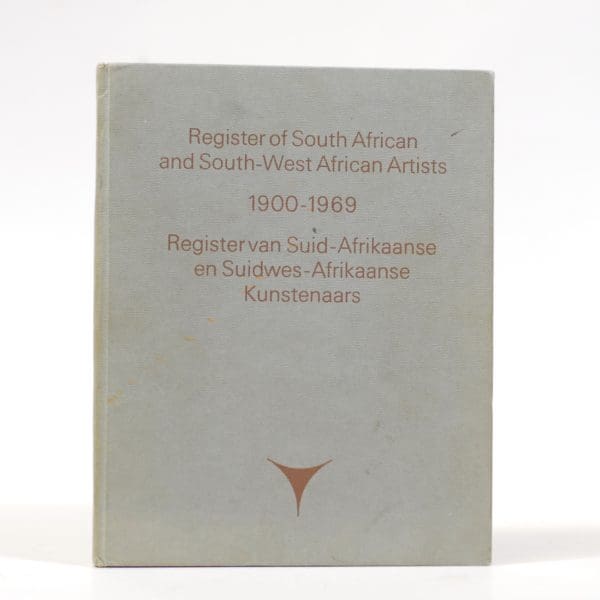 Register of South African
and South-West African Artists
1900-1969
Register van Suid-Afrikaanse
en Suidwes-Afrikaanse
Kunstenaars